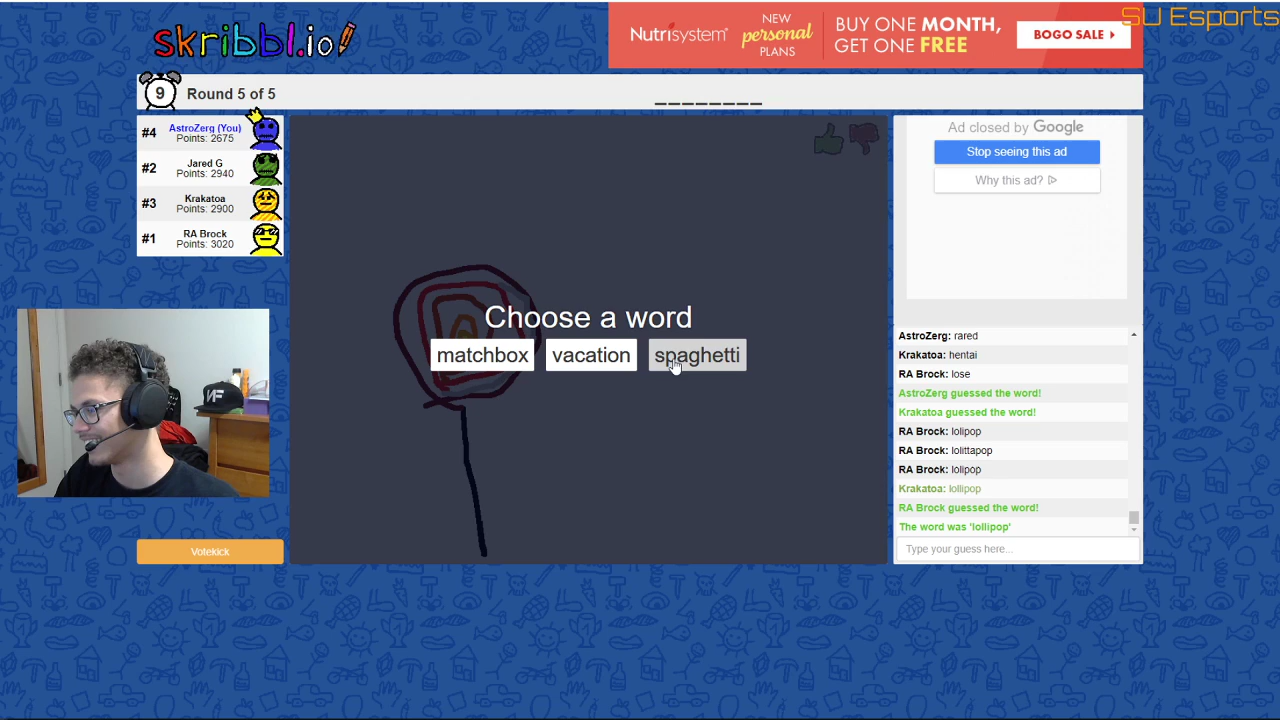 SU Esports
skribbl.io
Nutrisystem
NEW
personal
PLANS
BUY ONE MONTH,
GET ONE FREE
BOGO SALE
9
Round 5 of 5
________
#4
AstroZerg (You)
Points: 2675
#2
Jared G
Points: 2940
#3
Krakatoa
Points: 2900
#1
RA Brock
Points: 3020
NF
Votekick
Choose a word
matchbox
vacation
spaghetti
Ad closed by Google
Stop seeing this ad
Why this ad?
AstroZerg: rared
Krakatoa: hentai
RA Brock: lose
AstroZerg guessed the word!
Krakatoa guessed the word!
RA Brock: lolipop
RA Brock: lolittapop
RA Brock: lolipop
Krakatoa: lollipop
RA Brock guessed the word!
The word was 'lollipop'
Type your guess here...